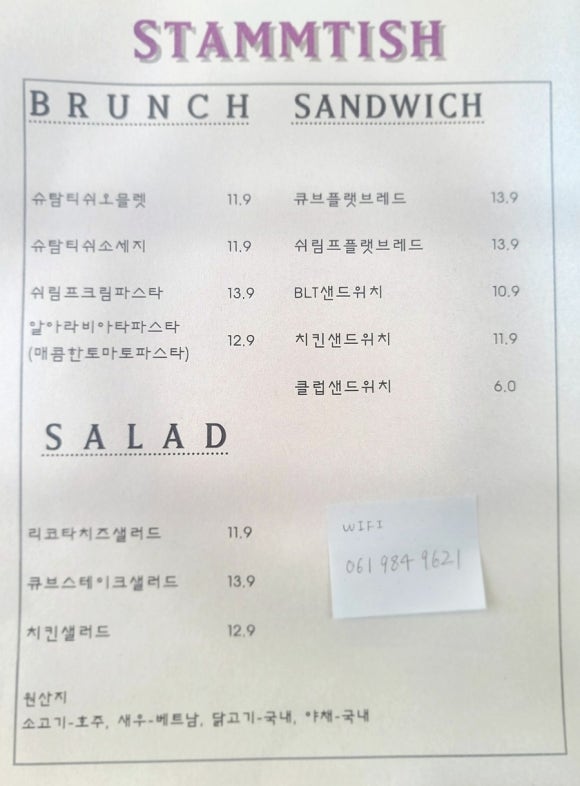 STAMMTISH
BRUNCH
슈탐티쉬오믈렛 11.9
슈탐티쉬소세지 11.9
쉬림프크림파스타 13.9
알아라비아타파스타
(매콤한토마토파스타) 12.9
SANDWICH
큐브플랫브레드 13.9
쉬림프플랫브레드 13.9
BLT샌드위치 10.9
치킨샌드위치 11.9
클럽샌드위치 6.0
SALAD
리코타치즈샐러드 11.9
큐브스테이크샐러드 13.9
치킨샐러드 12.9
WIFI
061 984 9621
원산지
소고기-호주, 새우-베트남, 닭고기-국내, 야채-국내